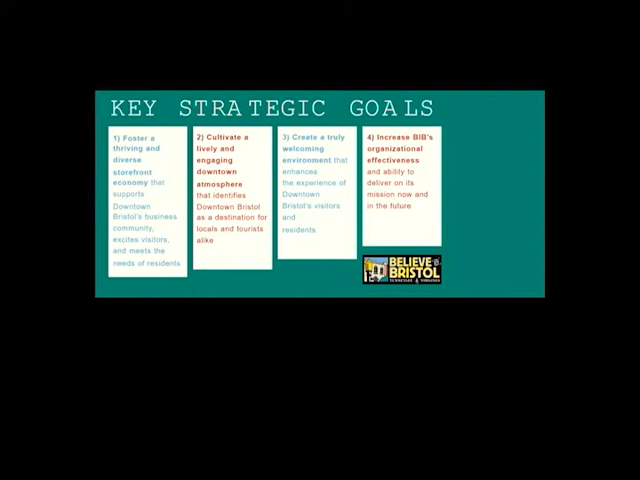 KEY STRATEGIC GOALS
1) Foster a
thriving and
diverse
storefront
economy that
supports
Downtown
Bristol's business
community,
excites visitors,
and meets the
needs of residents
2) Cultivate a
lively and
engaging
downtown
atmosphere
that identifies
Downtown Bristol
as a destination for
locals and tourists
alike
3) Create a truly
welcoming
environment that
enhances
the experience of
Downtown
Bristol's visitors
and
residents
4) Increase BIB's
organizational
effectiveness
and ability to
deliver on its
mission now and
in the future
BELIEVE IN
BRISTOL
TENNESSEE & VIRGINIA